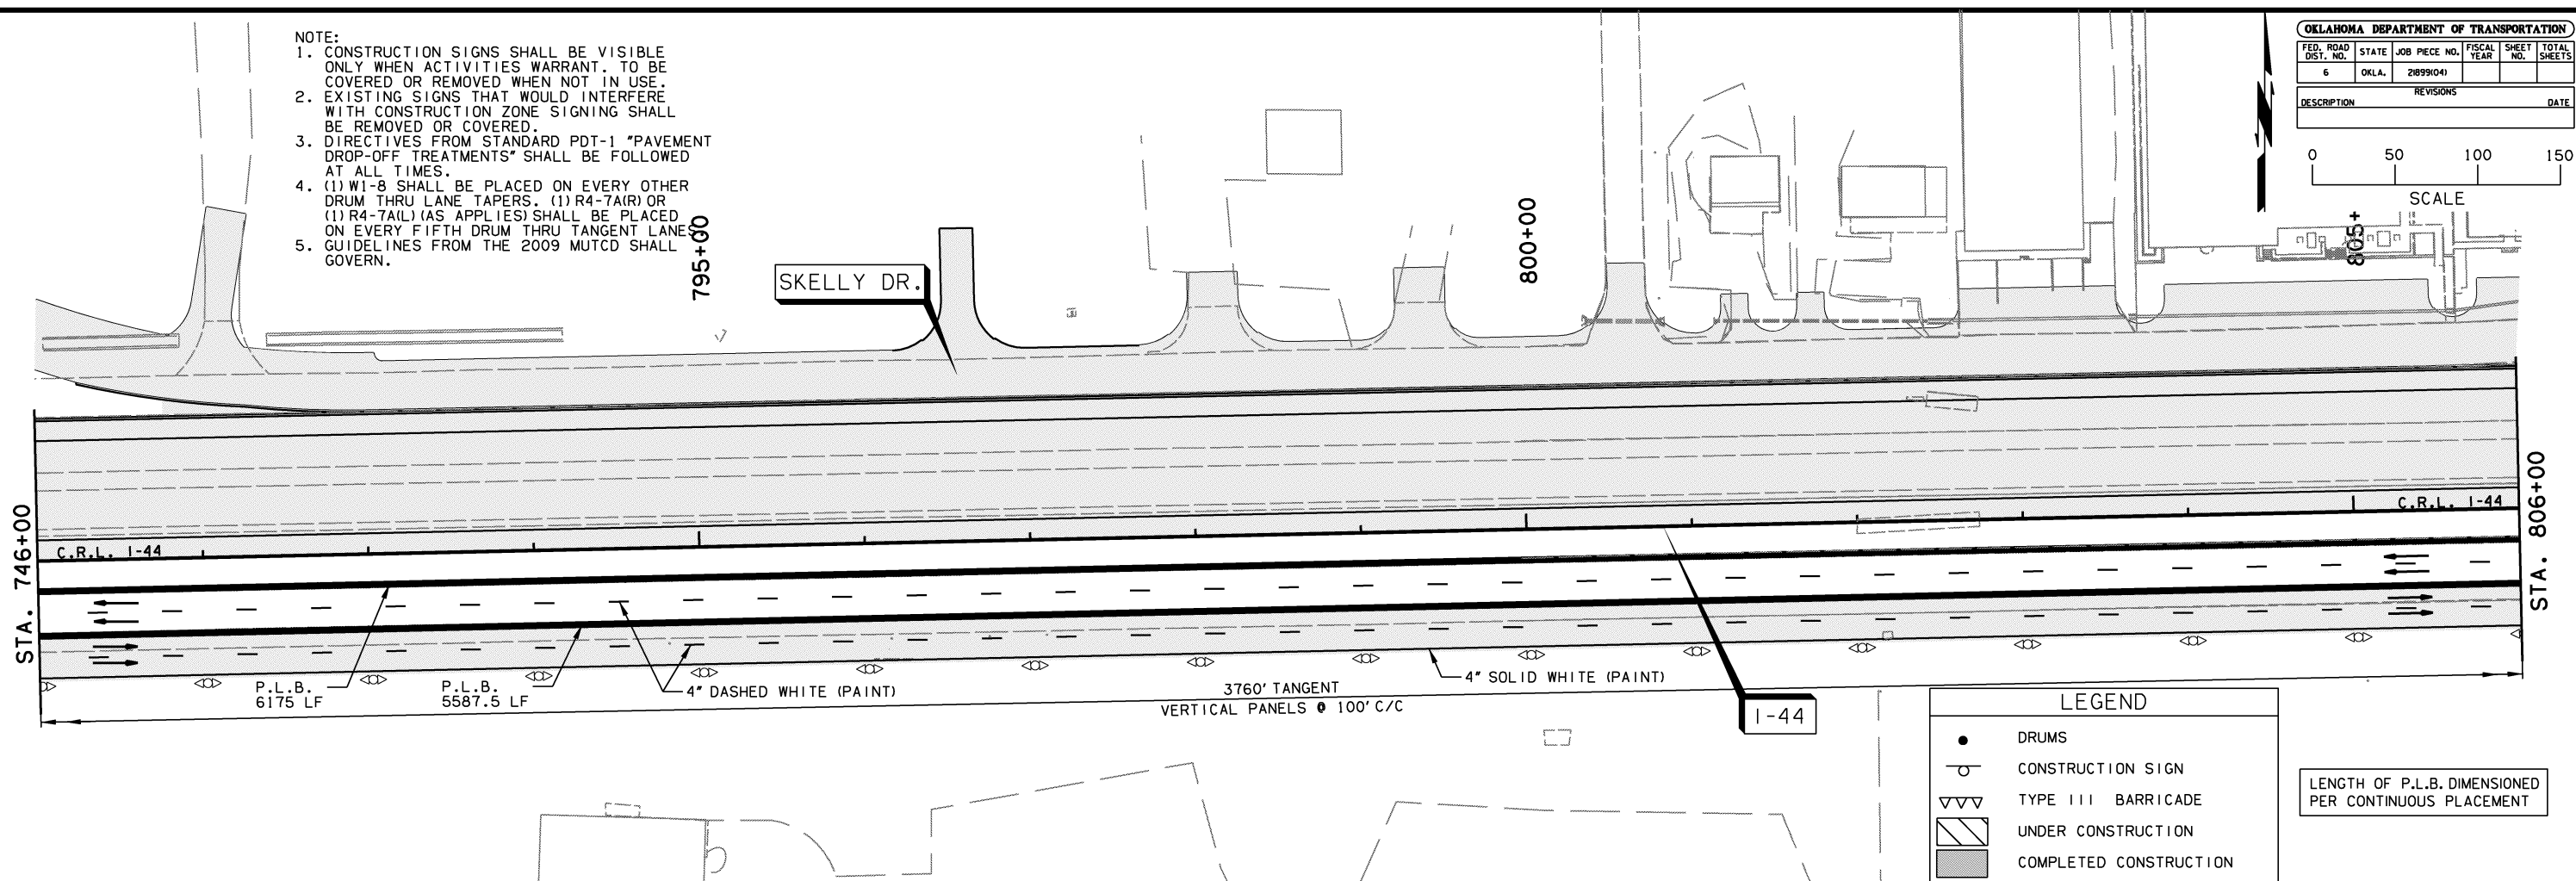 NOTE:
1. CONSTRUCTION SIGNS SHALL BE VISIBLE
ONLY WHEN ACTIVITIES WARRANT. TO BE
COVERED OR REMOVED WHEN NOT IN USE.
2. EXISTING SIGNS THAT WOULD INTERFERE
WITH CONSTRUCTION ZONE SIGNING SHALL
BE REMOVED OR COVERED.
3. DIRECTIVES FROM STANDARD PDT-1 "PAVEMENT
DROP-OFF TREATMENTS" SHALL BE FOLLOWED
AT ALL TIMES.
4. (1) W1-8 SHALL BE PLACED ON EVERY OTHER
DRUM THRU LANE TAPERS. (1) R4-7A(R) OR
(1) R4-7A(L) (AS APPLIES) SHALL BE PLACED
ON EVERY FIFTH DRUM THRU TANGENT LANES.
5. GUIDELINES FROM THE 2009 MUTCD SHALL
GOVERN.
OKLAHOMA DEPARTMENT OF TRANSPORTATION
FED. ROAD DIST. NO. STATE JOB PIECE NO. FISCAL YEAR SHEET NO. TOTAL SHEETS
6 OKLA. 21899(04)
REVISIONS
DESCRIPTION DATE
0 50 100 150
SCALE
795+00
800+00
805+
SKELLY DR.
STA. 746+00
C.R.L. I-44
C.R.L. I-44
STA. 806+00
P.L.B.
6175 LF
P.L.B.
5587.5 LF
4" DASHED WHITE (PAINT)
3760' TANGENT
VERTICAL PANELS @ 100' C/C
4" SOLID WHITE (PAINT)
I-44
LEGEND
DRUMS
CONSTRUCTION SIGN
TYPE III BARRICADE
UNDER CONSTRUCTION
COMPLETED CONSTRUCTION
LENGTH OF P.L.B. DIMENSIONED
PER CONTINUOUS PLACEMENT